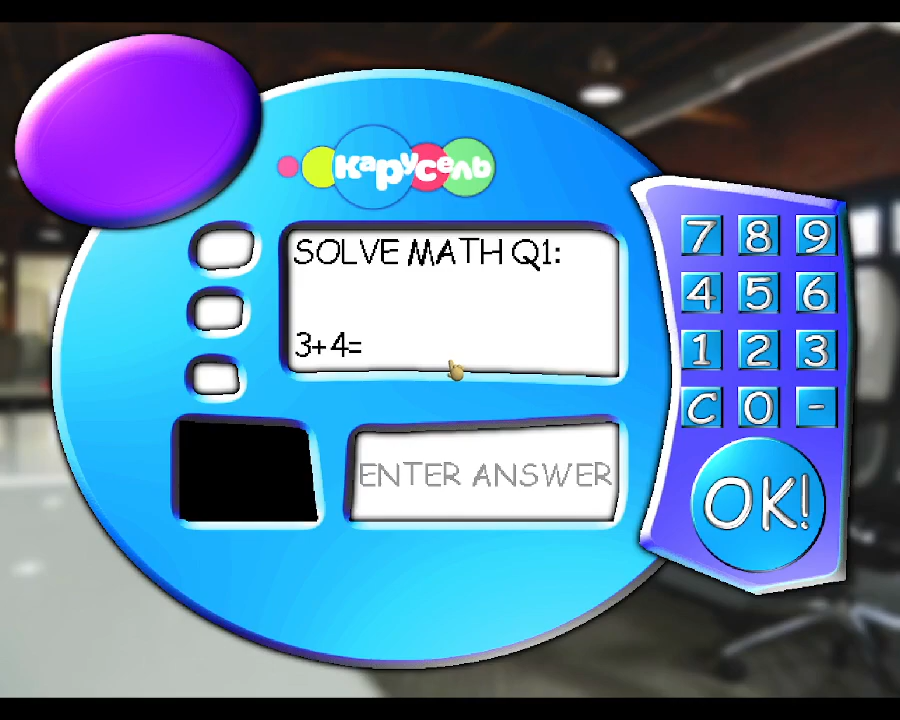 карусель
SOLVE MATH Q1:
3+4=
ENTER ANSWER
7 8 9
4 5 6
1 2 3
C 0 -
OK!